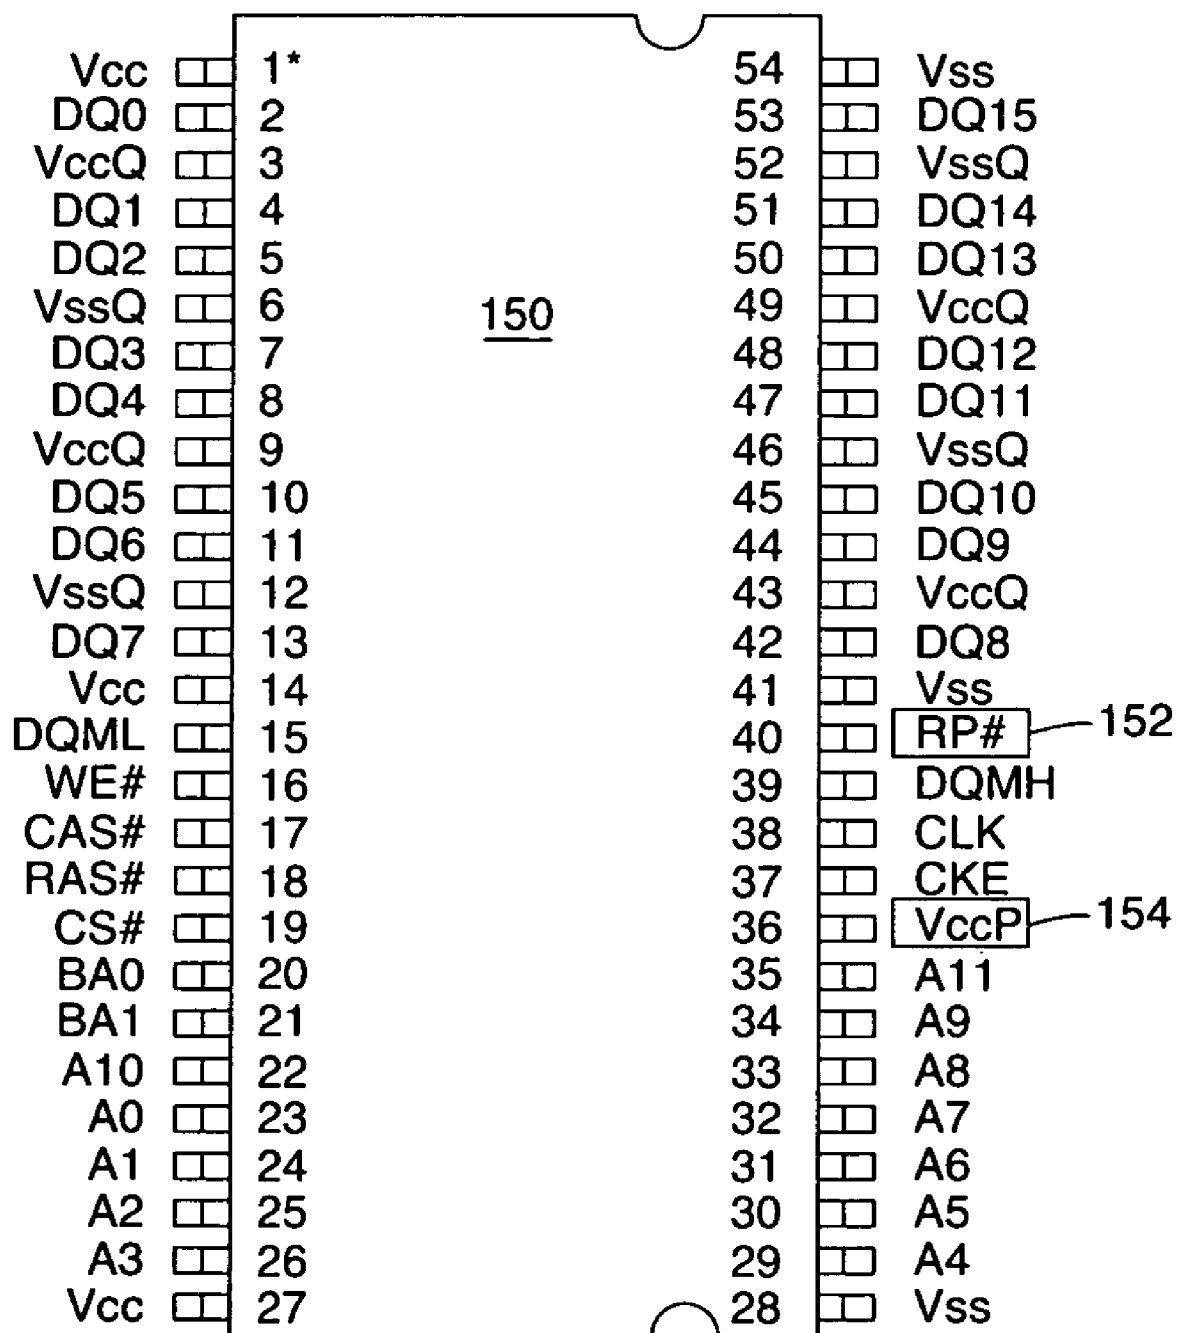 Vcc 1* 54 Vss
DQ0 2 53 DQ15
VccQ 3 52 VssQ
DQ1 4 51 DQ14
DQ2 5 50 DQ13
VssQ 6 150 49 VccQ
DQ3 7 48 DQ12
DQ4 8 47 DQ11
VccQ 9 46 VssQ
DQ5 10 45 DQ10
DQ6 11 44 DQ9
VssQ 12 43 VccQ
DQ7 13 42 DQ8
Vcc 14 41 Vss
DQML 15 40 RP# 152
WE# 16 39 DQMH
CAS# 17 38 CLK
RAS# 18 37 CKE
CS# 19 36 VccP 154
BA0 20 35 A11
BA1 21 34 A9
A10 22 33 A8
A0 23 32 A7
A1 24 31 A6
A2 25 30 A5
A3 26 29 A4
Vcc 27 28 Vss